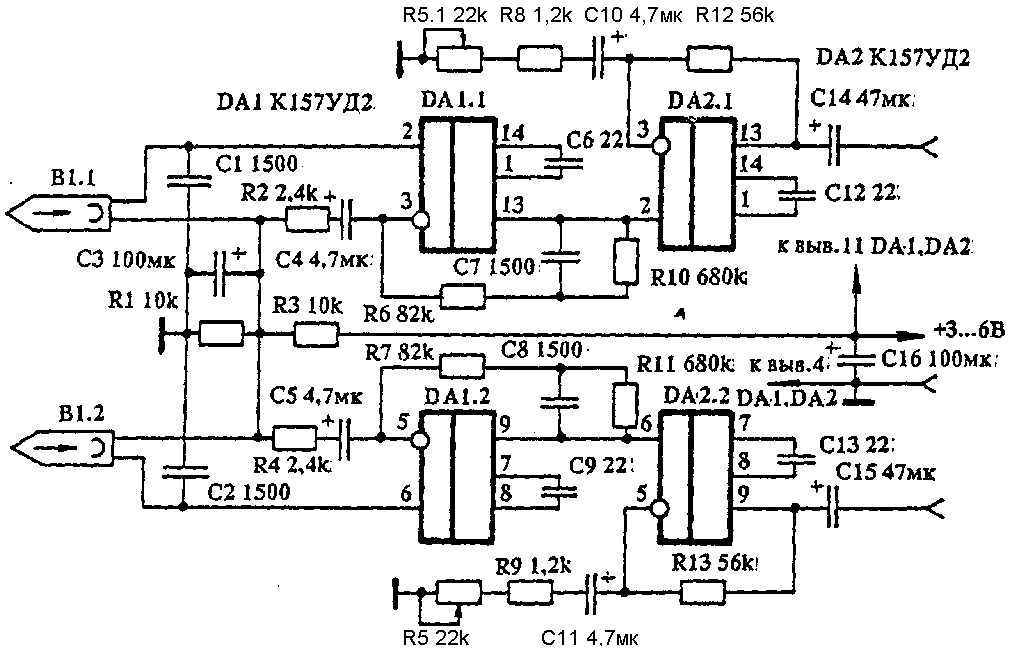 R5.1 22k R8 1,2k C10 4,7мк R12 56k
+
DA2 К157УД2
DA1 К157УД2 DA1.1 DA2.1 C14 47мк
2 14 C6 22 3 13 +
C1 1500 1 14
B1.1 R2 2,4k + 3 13 2 1 C12 22
C3 100мк + C4 4,7мк C7 1500 R10 680k к выв.11 DA1,DA2
R1 10k R3 10k R6 82k
+3...6В
R7 82k C8 1500 R11 680k к выв.4 + C16 100мк
C5 4,7мк DA1.2 DA2.2 DA1,DA2
B1.2 + 5 9 6 7 C13 22
R4 2,4k 7 C9 22 8 C15 47мк
C2 1500 6 8 5 9 +
R9 1,2k + R13 56k
R5 22k C11 4,7мк